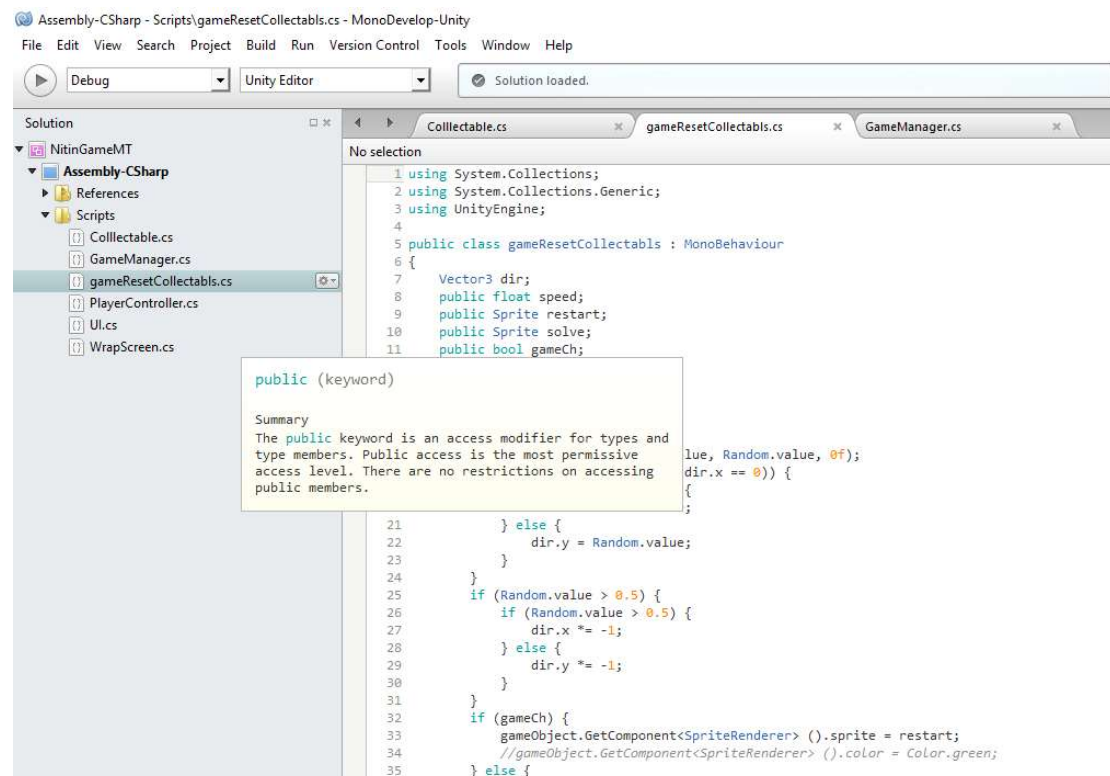 Assembly-CSharp - Scripts\gameResetCollectabls.cs - MonoDevelop-Unity
File Edit View Search Project Build Run Version Control Tools Window Help
Debug Unity Editor Solution loaded.
Solution
NitinGameMT
Assembly-CSharp
References
Scripts
Colllectable.cs
GameManager.cs
gameResetCollectabls.cs
PlayerController.cs
UI.cs
WrapScreen.cs
Colllectable.cs gameResetCollectabls.cs GameManager.cs
No selection
1 using System.Collections;
2 using System.Collections.Generic;
3 using UnityEngine;
4
5 public class gameResetCollectabls : MonoBehaviour
6 {
7 Vector3 dir;
8 public float speed;
9 public Sprite restart;
10 public Sprite solve;
11 public bool gameCh;
public (keyword)
Summary
The public keyword is an access modifier for types and
type members. Public access is the most permissive
access level. There are no restrictions on accessing
public members.
lue, Random.value, 0f);
dir.x == 0)) {
{
;
21 } else {
22 dir.y = Random.value;
23 }
24 }
25 if (Random.value > 0.5) {
26 if (Random.value > 0.5) {
27 dir.x *= -1;
28 } else {
29 dir.y *= -1;
30 }
31 }
32 if (gameCh) {
33 gameObject.GetComponent<SpriteRenderer> ().sprite = restart;
34 //gameObject.GetComponent<SpriteRenderer> ().color = Color.green;
35 } else {